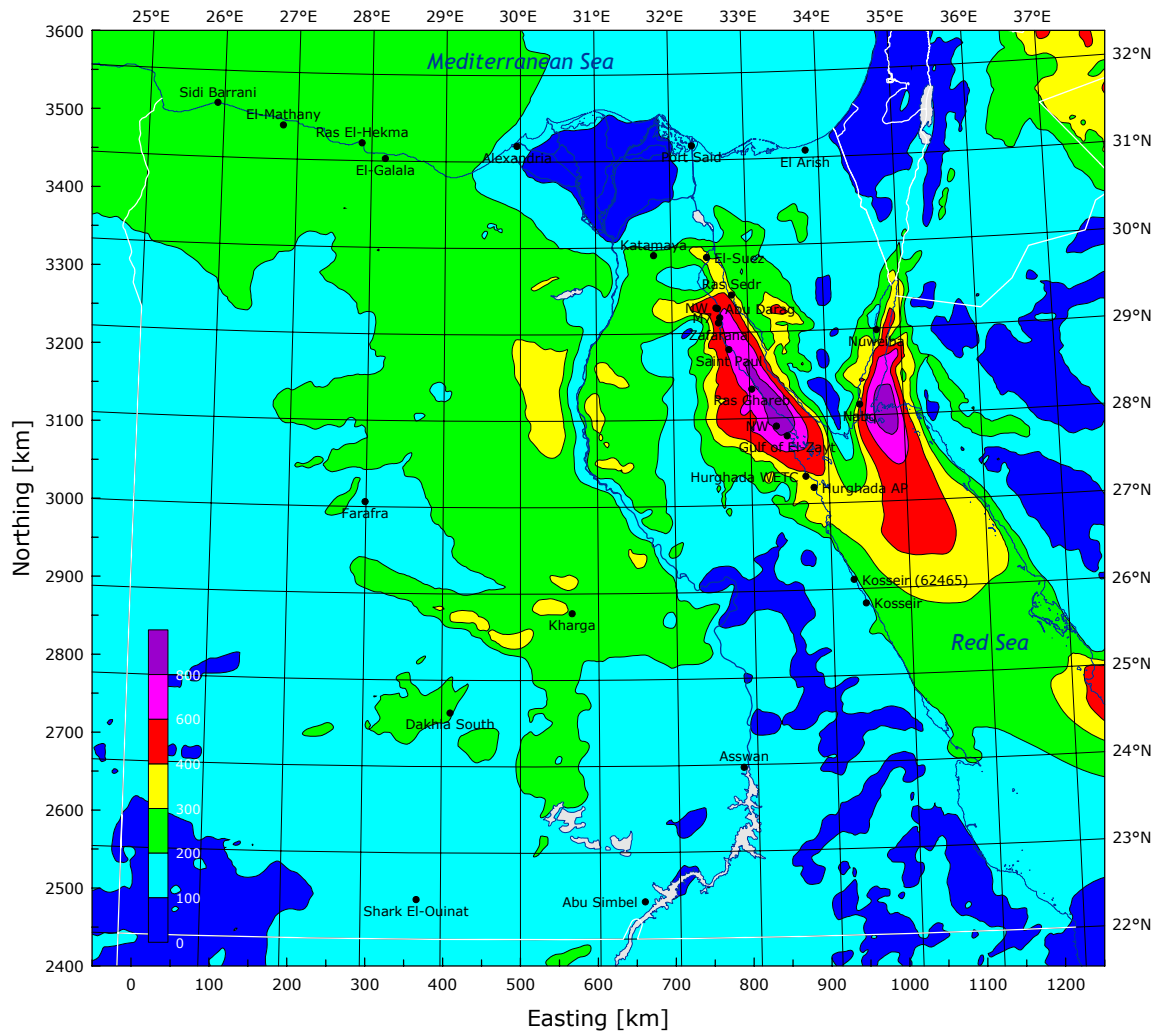 25°E 26°E 27°E 28°E 29°E 30°E 31°E 32°E 33°E 34°E 35°E 37°E
3600
3500
3400
3300
3200
3100
3000
2900
2800
2700
2600
2500
2400
Northing [km]
32°N
31°N
30°N
29°N
28°N
27°N
26°N
25°N
24°N
23°N
22°N
Mediterranean Sea
Sidi Barrani
El-Mathany
Ras El-Hekma
El-Galala
Alexandria
Port Said
El Arish
Katamaya
El-Suez
Ras Sedr
NW
Abu Darag
M7
Zafarana
Saint Paul
Nuweiba
Ras Ghareb
Nabq
NW
Gulf of El-Zayt
Hurghada WETC
Hurghada AP
Farafra
Kosseir (62465)
Kosseir
Kharga
Red Sea
Dakhla South
Asswan
Shark El-Ouinat
Abu Simbel
800
600
400
300
200
100
0
0 100 200 300 400 500 600 700 800 900 1000 1100 1200
Easting [km]